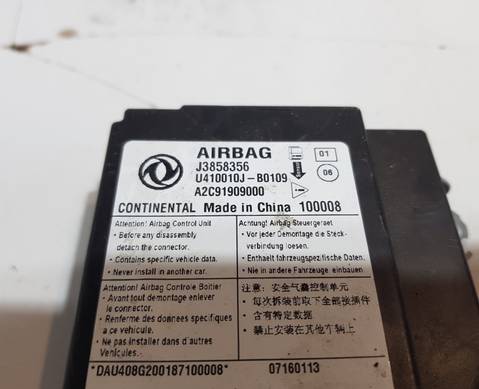 AIRBAG
J3858356
U410010J-B0109
A2C91909000
01
06
CONTINENTAL Made in China 100008
Attention! Airbag Control Unit
• Before any disassembly
detach the connector.
• Contains specific vehicle data.
• Never install in another car.
Achtung! Airbag Steuergeraet
• Vor jeder Demontage die Steck-
verbindung loesen.
• Enthaelt fahrzeugspezifische Daten.
• Nie in andere Fahrzeuge einbauen
Attention! Airbag Controle Boitier
• Avant tout demontage enlever
le connecteur.
• Renferme des donnees specifiques
a ce vehicule.
• Ne pas installer dans d'autres
Vehicules.
注意: 安全气囊控制单元
• 每次拆装前取下全部接插件
• 含有特定数据
• 禁止安装在其他车辆上
*DAU408G200187100008* 07160113